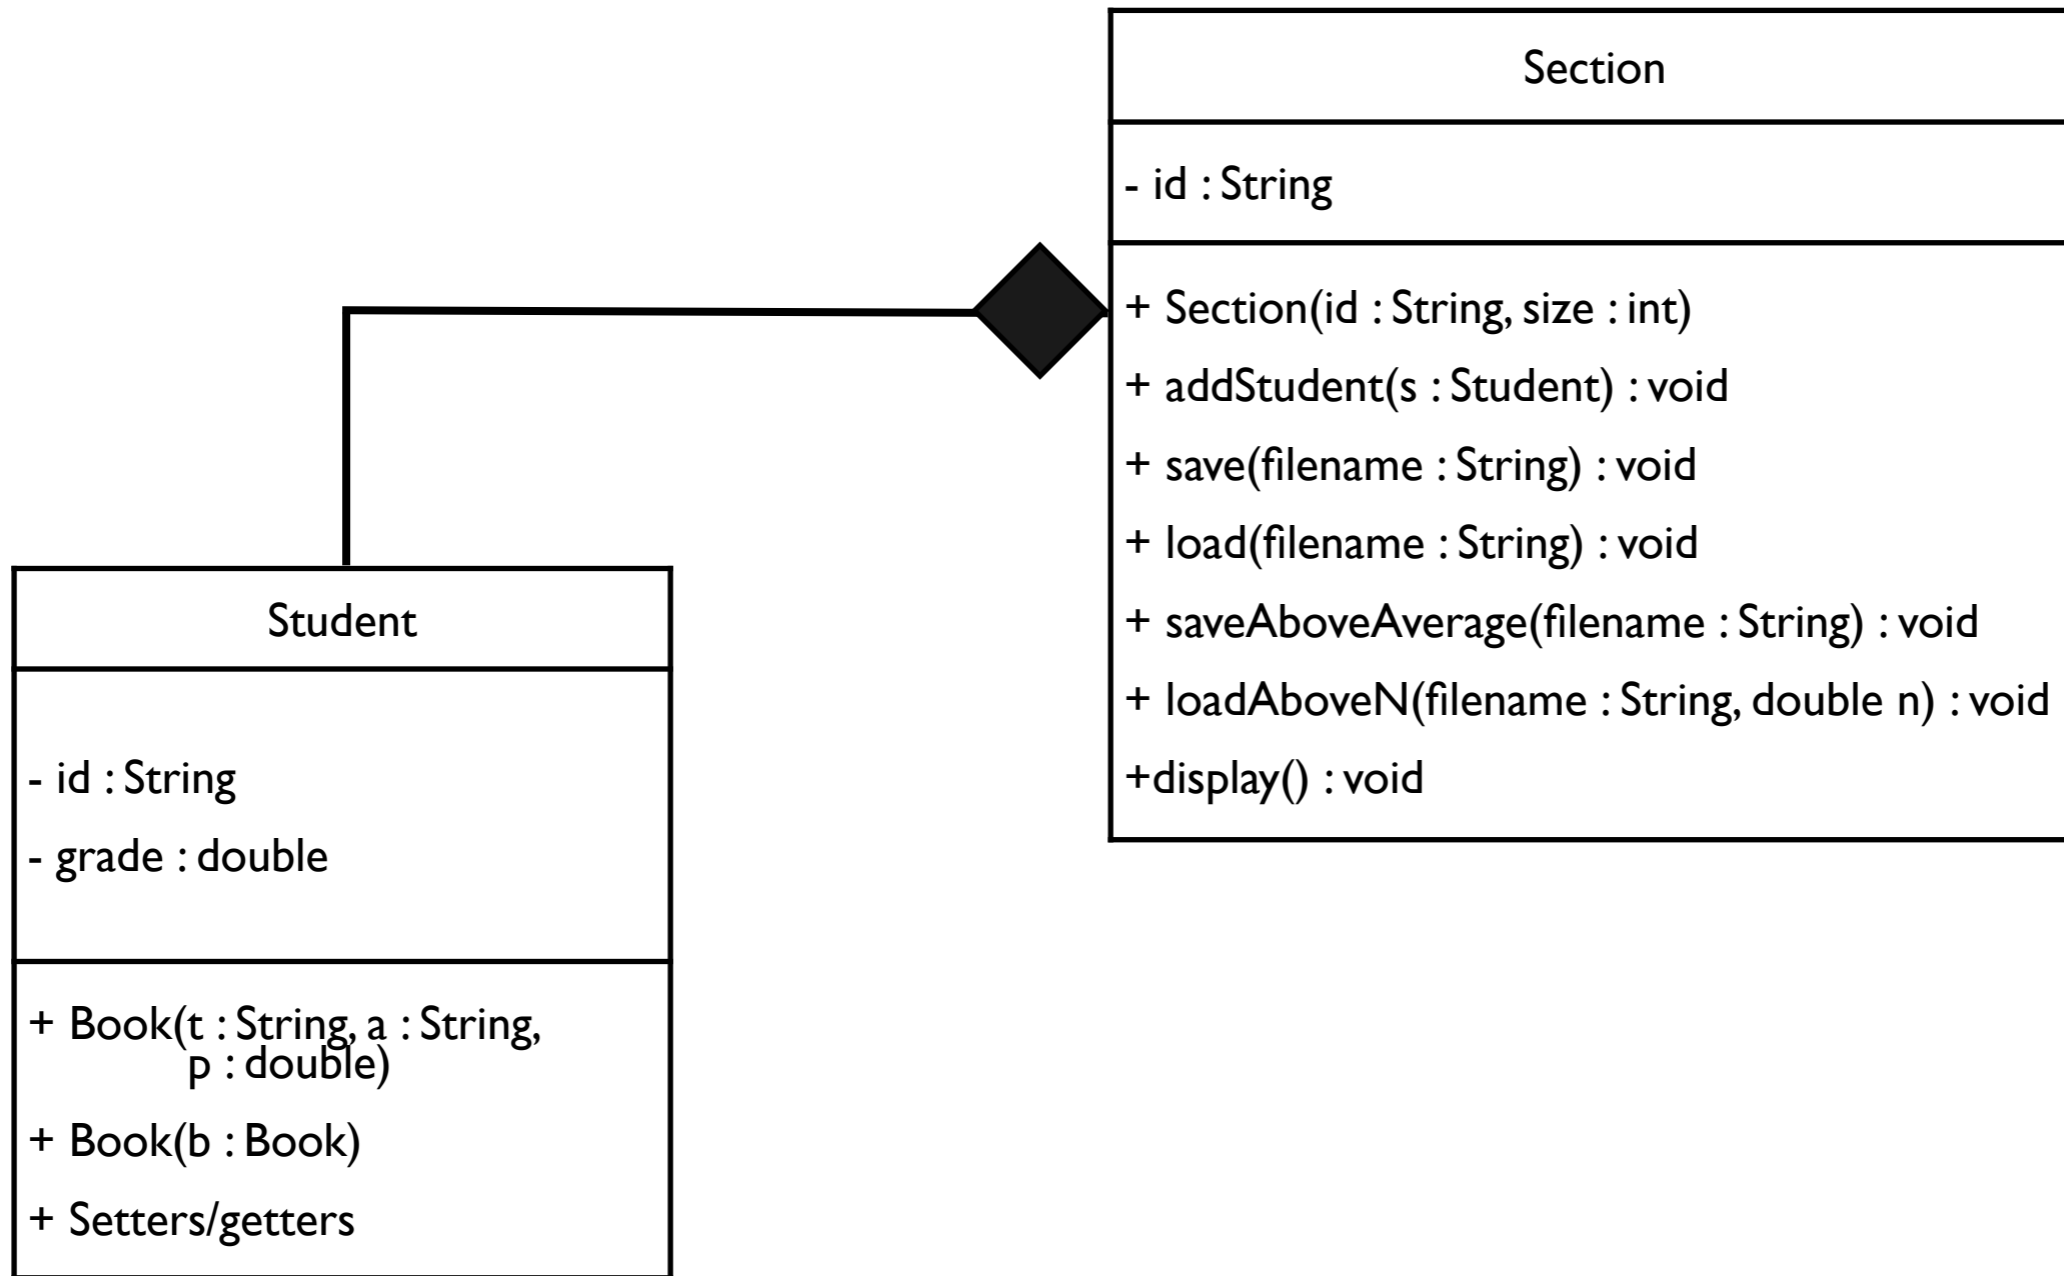 Section
- id : String
+ Section(id : String, size : int)
+ addStudent(s : Student) : void
+ save(filename : String) : void
+ load(filename : String) : void
+ saveAboveAverage(filename : String) : void
+ loadAboveN(filename : String, double n) : void
+display() : void
Student
- id : String
- grade : double
+ Book(t : String, a : String,
p : double)
+ Book(b : Book)
+ Setters/getters